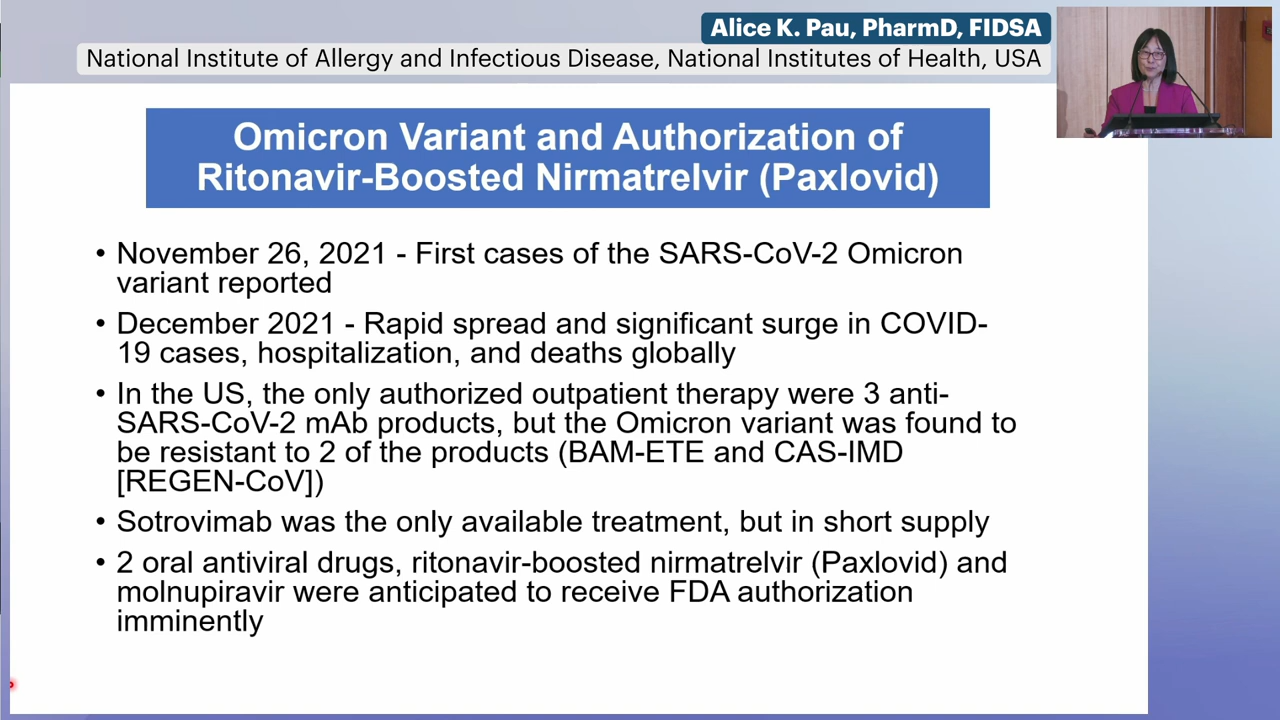 Alice K. Pau, PharmD, FIDSA
National Institute of Allergy and Infectious Disease, National Institutes of Health, USA
Omicron Variant and Authorization of
Ritonavir-Boosted Nirmatrelvir (Paxlovid)
• November 26, 2021 - First cases of the SARS-CoV-2 Omicron
variant reported
• December 2021 - Rapid spread and significant surge in COVID-
19 cases, hospitalization, and deaths globally
• In the US, the only authorized outpatient therapy were 3 anti-
SARS-CoV-2 mAb products, but the Omicron variant was found to
be resistant to 2 of the products (BAM-ETE and CAS-IMD
[REGEN-CoV])
• Sotrovimab was the only available treatment, but in short supply
• 2 oral antiviral drugs, ritonavir-boosted nirmatrelvir (Paxlovid) and
molnupiravir were anticipated to receive FDA authorization
imminently